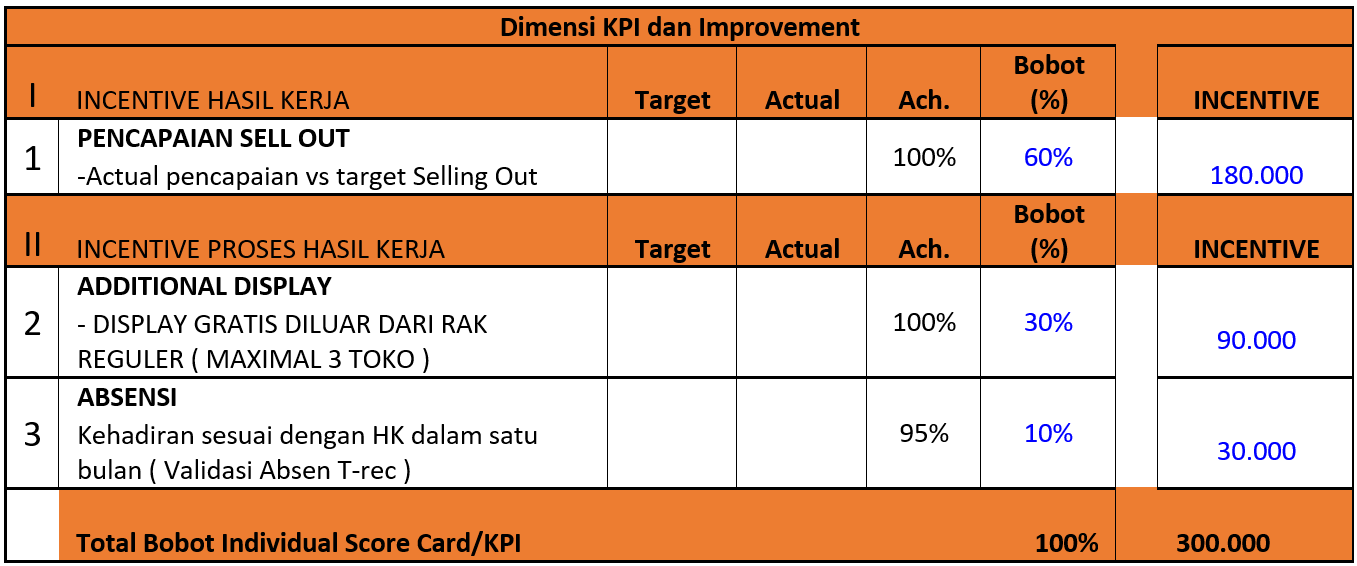 Dimensi KPI dan Improvement
I INCENTIVE HASIL KERJA Target Actual Ach. Bobot (%) INCENTIVE
1 PENCAPAIAN SELL OUT
-Actual pencapaian vs target Selling Out 100% 60% 180.000
II INCENTIVE PROSES HASIL KERJA Target Actual Ach. Bobot (%) INCENTIVE
2 ADDITIONAL DISPLAY
- DISPLAY GRATIS DILUAR DARI RAK
REGULER ( MAXIMAL 3 TOKO ) 100% 30% 90.000
3 ABSENSI
Kehadiran sesuai dengan HK dalam satu
bulan ( Validasi Absen T-rec ) 95% 10% 30.000
Total Bobot Individual Score Card/KPI 100% 300.000